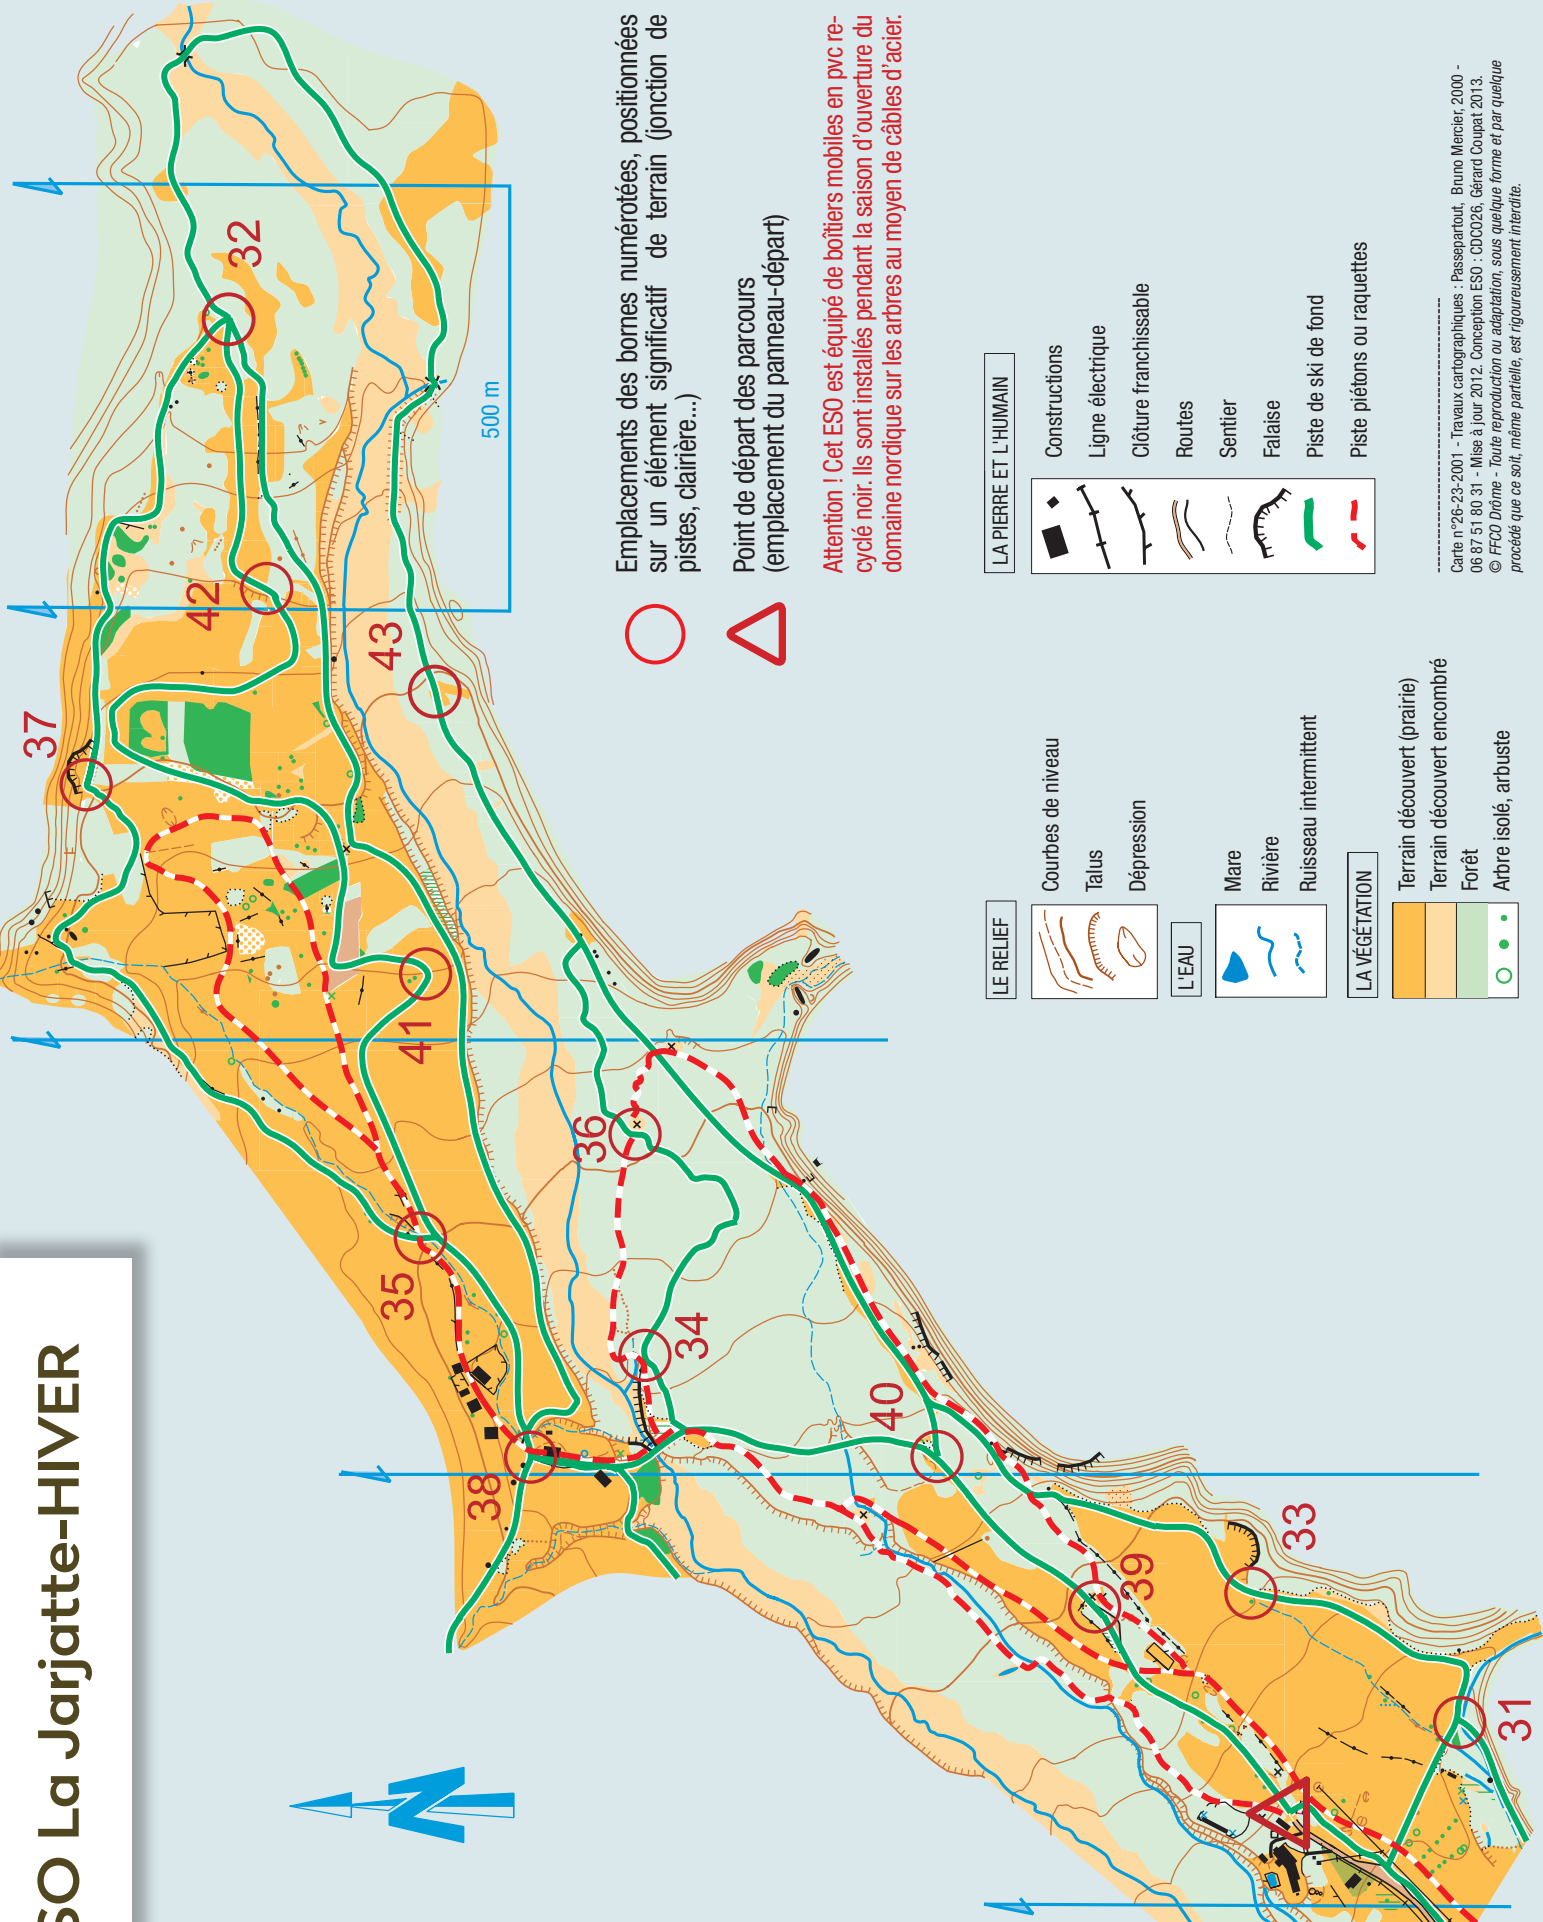 SO La Jarjatte-HIVER
N
37
42
32
43
41
35
36
34
38
40
39
33
31
500 m
Emplacements des bornes numérotées, positionnées
sur un élément significatif de terrain (jonction de
pistes, clairière...)
Point de départ des parcours
(emplacement du panneau-départ)
Attention ! Cet ESO est équipé de boîtiers mobiles en pvc re-
cyclé noir. Ils sont installés pendant la saison d'ouverture du
domaine nordique sur les arbres au moyen de câbles d'acier.
LE RELIEF
Courbes de niveau
Talus
Dépression
L'EAU
Mare
Rivière
Ruisseau intermittent
LA VÉGÉTATION
Terrain découvert (prairie)
Terrain découvert encombré
Forêt
Arbre isolé, arbuste
LA PIERRE ET L'HUMAIN
Constructions
Ligne électrique
Clôture franchissable
Routes
Sentier
Falaise
Piste de ski de fond
Piste piétons ou raquettes
Carte n°26-23-2001 - Travaux cartographiques : Passepartout, Bruno Mercier, 2000 -
06 87 51 80 31 - Mise à jour 2012. Conception ESO : CDCO26, Gérard Coupat 2013.
© FFCO Drôme - Toute reproduction ou adaptation, sous quelque forme et par quelque
procédé que ce soit, même partielle, est rigoureusement interdite.